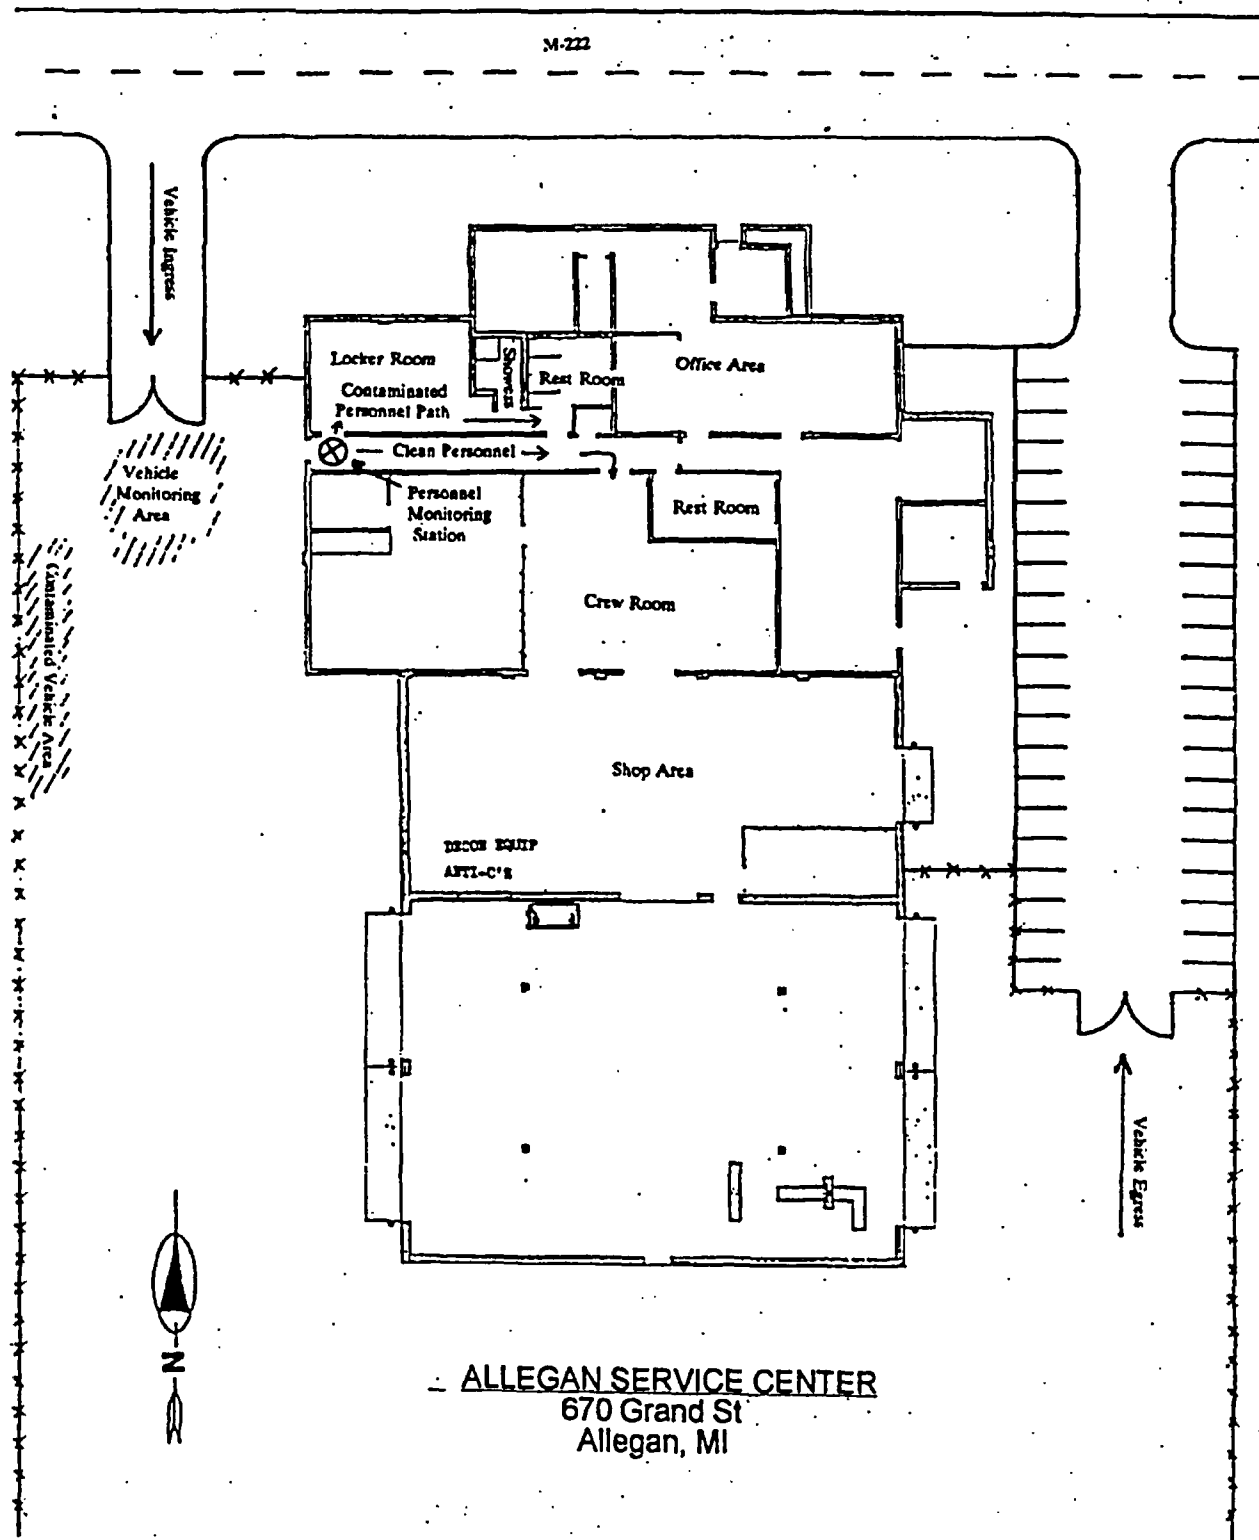 M-222
Vehicle Ingress
Locker Room
Showers
Rest Room
Office Area
Contaminated
Personnel Path
Clean Personnel
Vehicle
Monitoring
Area
Personnel
Monitoring
Station
Rest Room
Contaminated Vehicle Area
Crew Room
Shop Area
DECON EQUIP
ANTI-C'S
Vehicle Egress
N
ALLEGAN SERVICE CENTER
670 Grand St
Allegan, MI